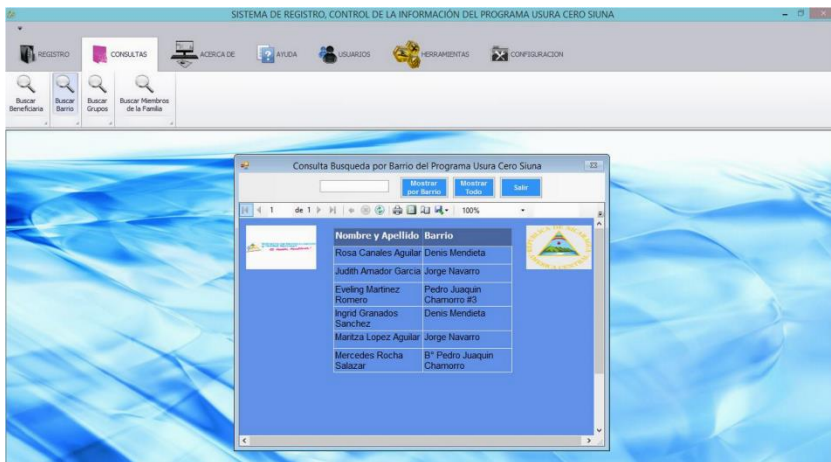 SISTEMA DE REGISTRO, CONTROL DE LA INFORMACIÓN DEL PROGRAMA USURA CERO SIUNA
REGISTRO
CONSULTAS
ACERCA DE
AYUDA
USUARIOS
HERRAMIENTAS
CONFIGURACION
Buscar Beneficiaria
Buscar Barrio
Buscar Grupos
Buscar Miembros de la Familia
Consulta Busqueda por Barrio del Programa Usura Cero Siuna
Mostrar por Barrio
Mostrar Todo
Salir
1 de 1
100%
Nombre y Apellido Barrio
Rosa Canales Aguilar Denis Mendieta
Judith Amador Garcia Jorge Navarro
Eveling Martinez Romero Pedro Juaquin Chamorro #3
Ingrid Granados Sanchez Denis Mendieta
Maritza Lopez Aguilar Jorge Navarro
Mercedes Rocha Salazar B° Pedro Juaquin Chamorro